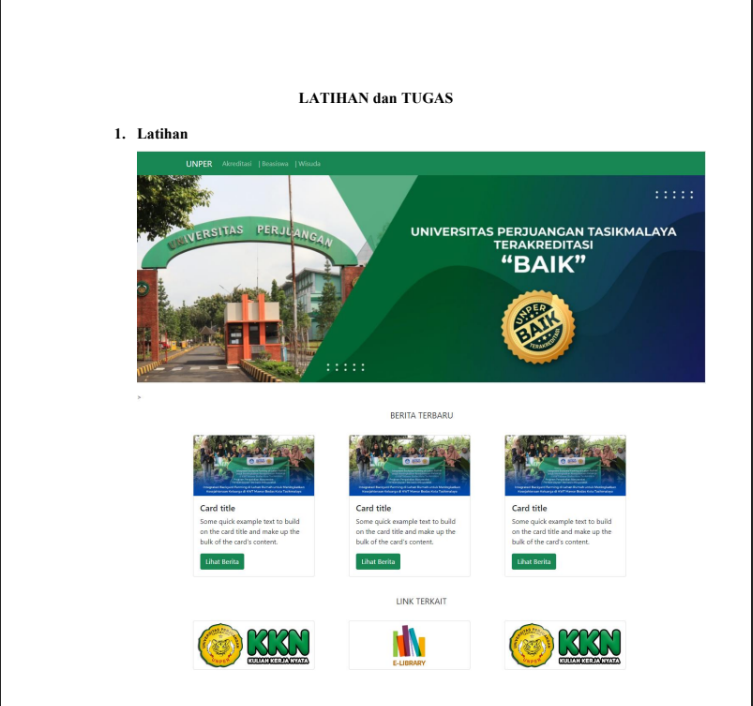 LATIHAN dan TUGAS
1. Latihan
UNPER Akreditasi | Beasiswa | Wisuda
UNIVERSITAS PERJUANGAN
UNIVERSITAS PERJUANGAN TASIKMALAYA
TERAKREDITASI
“BAIK”
UNPER
BAIK
TERAKREDITASI
>
BERITA TERBARU
Card title Card title Card title
Some quick example text to build Some quick example text to build Some quick example text to build
on the card title and make up the on the card title and make up the on the card title and make up the
bulk of the card's content. bulk of the card's content. bulk of the card's content.
Lihat Berita Lihat Berita Lihat Berita
LINK TERKAIT
KKN KKN
KULIAH KERJA NYATA E-LIBRARY KULIAH KERJA NYATA
UNPER UNPER